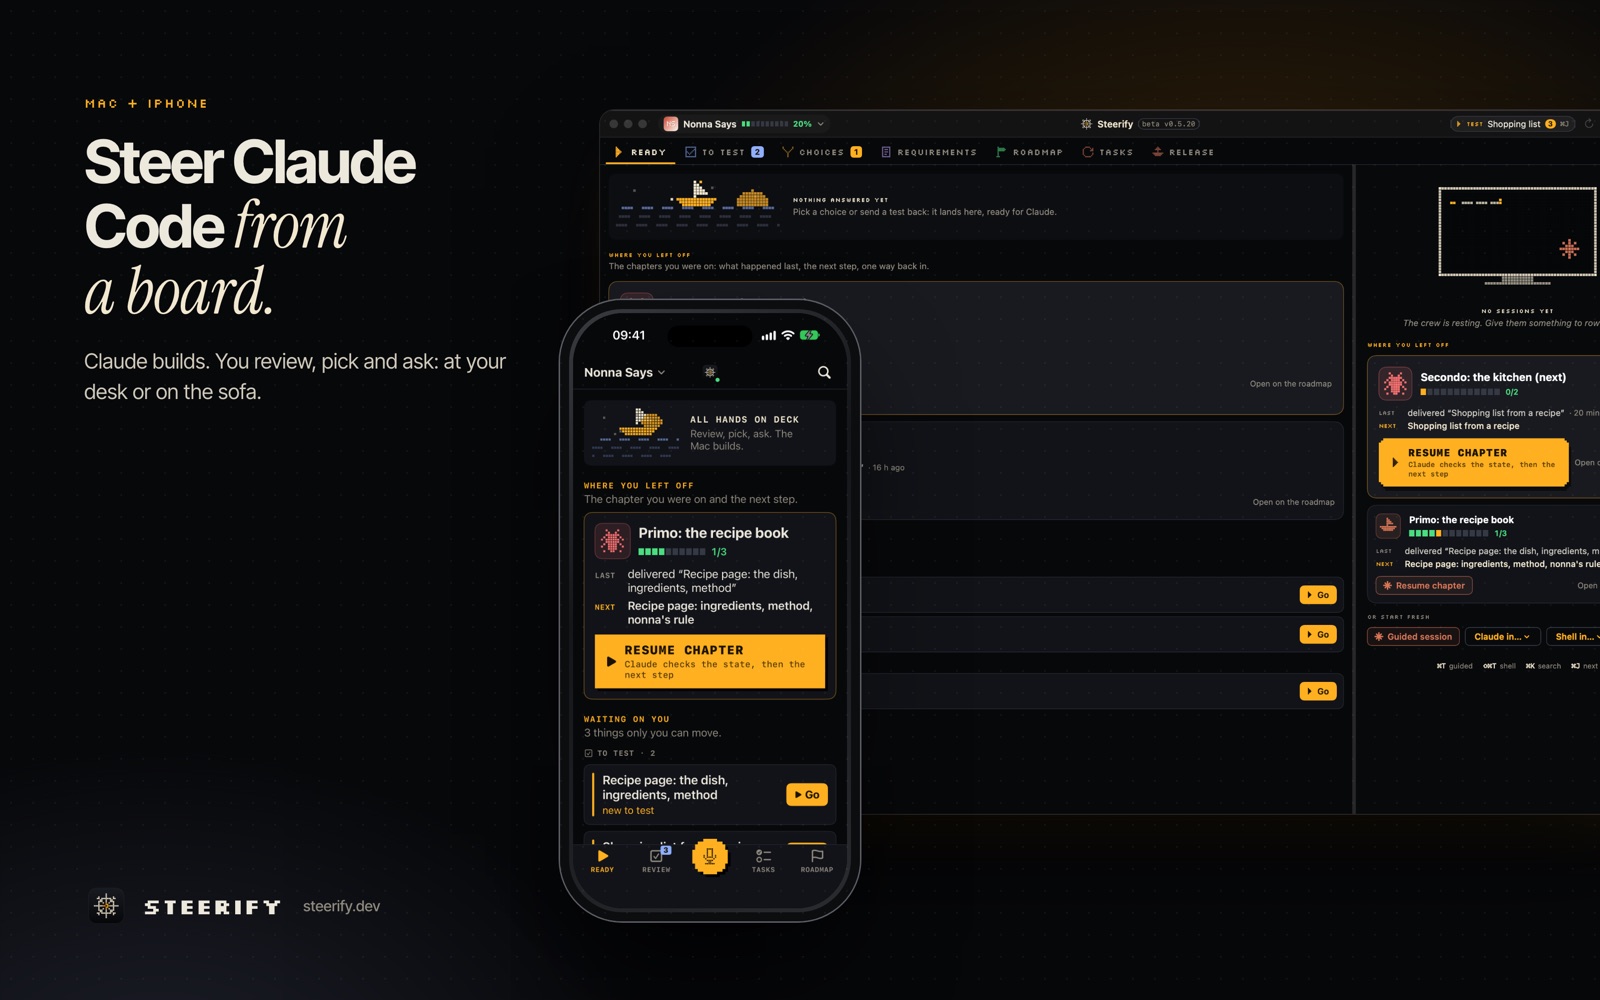 MAC + IPHONE
Steer Claude
Code from
a board.
Claude builds. You review, pick and ask: at your
desk or on the sofa.
STEERIFY
steerify.dev
Nonna Says
20%
Steerify
beta v0.5.20
TEST
Shopping list
3
⌘J
READY
TO TEST
2
CHOICES
1
REQUIREMENTS
ROADMAP
TASKS
RELEASE
NOTHING ANSWERED YET
Pick a choice or send a test back: it lands here, ready for Claude.
WHERE YOU LEFT OFF
The chapters you were on: what happened last, the next step, one way back in.
Open on the roadmap
· 16 h ago
Open on the roadmap
Go
Go
Go
NO SESSIONS YET
The crew is resting. Give them something to row
WHERE YOU LEFT OFF
Secondo: the kitchen (next)
0/2
LAST
delivered “Shopping list from a recipe”
· 20 min
NEXT
Shopping list from a recipe
RESUME CHAPTER
Claude checks the state, then the
next step
Open
Primo: the recipe book
1/3
LAST
delivered “Recipe page: the dish, ingredients, m
NEXT
Recipe page: ingredients, method, nonna's rule
Resume chapter
Open
OR START FRESH
Guided session
Claude in...
Shell in...
⌘T guided
shell
⌘K search
⌘J next
09:41
Nonna Says
ALL HANDS ON DECK
Review, pick, ask. The
Mac builds.
WHERE YOU LEFT OFF
The chapter you were on and the next step.
Primo: the recipe book
1/3
LAST
delivered “Recipe page: the dish,
ingredients, method”
NEXT
Recipe page: ingredients, method,
nonna's rule
RESUME CHAPTER
Claude checks the state, then the
next step
WAITING ON YOU
3 things only you can move.
TO TEST · 2
Recipe page: the dish,
ingredients, method
new to test
Go
READY
3
REVIEW
TASKS
ROADMAP